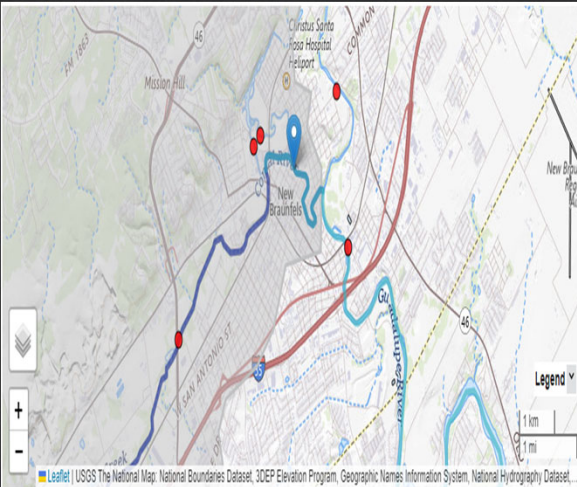 46
FM 1863
Christus Santa
Rosa Hospital
Heliport
COMMON
Mission Hill
H
New
Braunfels
New Brau
Reg
46
Guadalupe River
SAN ANTONIO ST
Legend
+
−
1 km
1 mi
Leaflet | USGS The National Map: National Boundaries Dataset, 3DEP Elevation Program, Geographic Names Information System, National Hydrography Dataset,